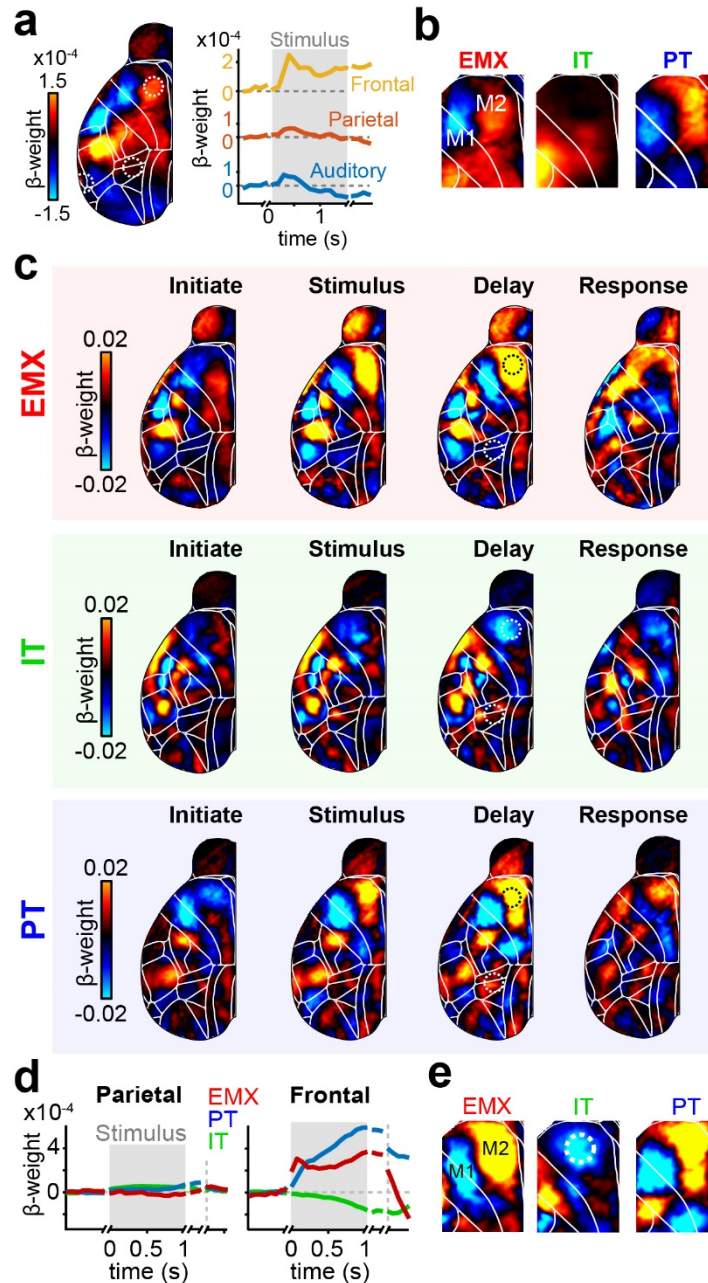 a
β-weight
x10⁻⁴
1.5
-1.5
x10⁻⁴
Stimulus
β-weight
2
0
Frontal
1
0
Parietal
1
0
Auditory
0 1
time (s)
b
EMX IT PT
M2
M1
c
EMX
Initiate Stimulus Delay Response
0.02
β-weight
-0.02
IT
Initiate Stimulus Delay Response
0.02
β-weight
-0.02
PT
Initiate Stimulus Delay Response
0.02
β-weight
-0.02
d
Parietal
EMX
PT
IT
Frontal
x10⁻⁴
Stimulus
β-weight
4
0
0 0.5 1
time (s)
0 0.5 1
time (s)
e
EMX IT PT
M2
M1